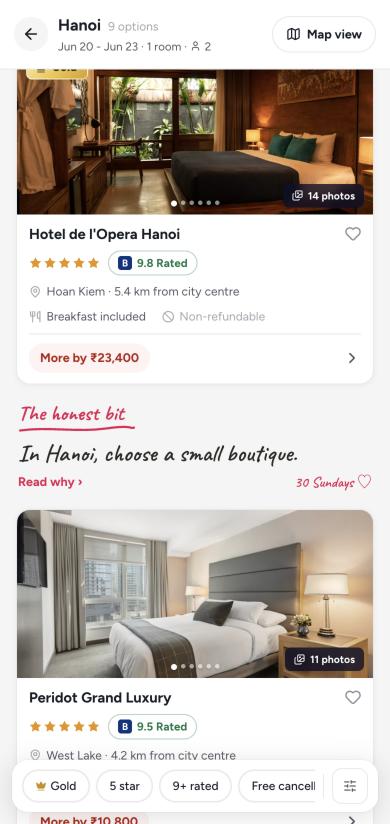 Hanoi 9 options
Jun 20 - Jun 23 · 1 room · 2
Map view
Gold
14 photos
Hotel de l'Opera Hanoi
B 9.8 Rated
Hoan Kiem · 5.4 km from city centre
Breakfast included Non-refundable
More by ₹23,400
The honest bit
In Hanoi, choose a small boutique.
Read why ›
30 Sundays
11 photos
Peridot Grand Luxury
B 9.5 Rated
West Lake · 4.2 km from city centre
Gold 5 star 9+ rated Free cancell
More by ₹10,800